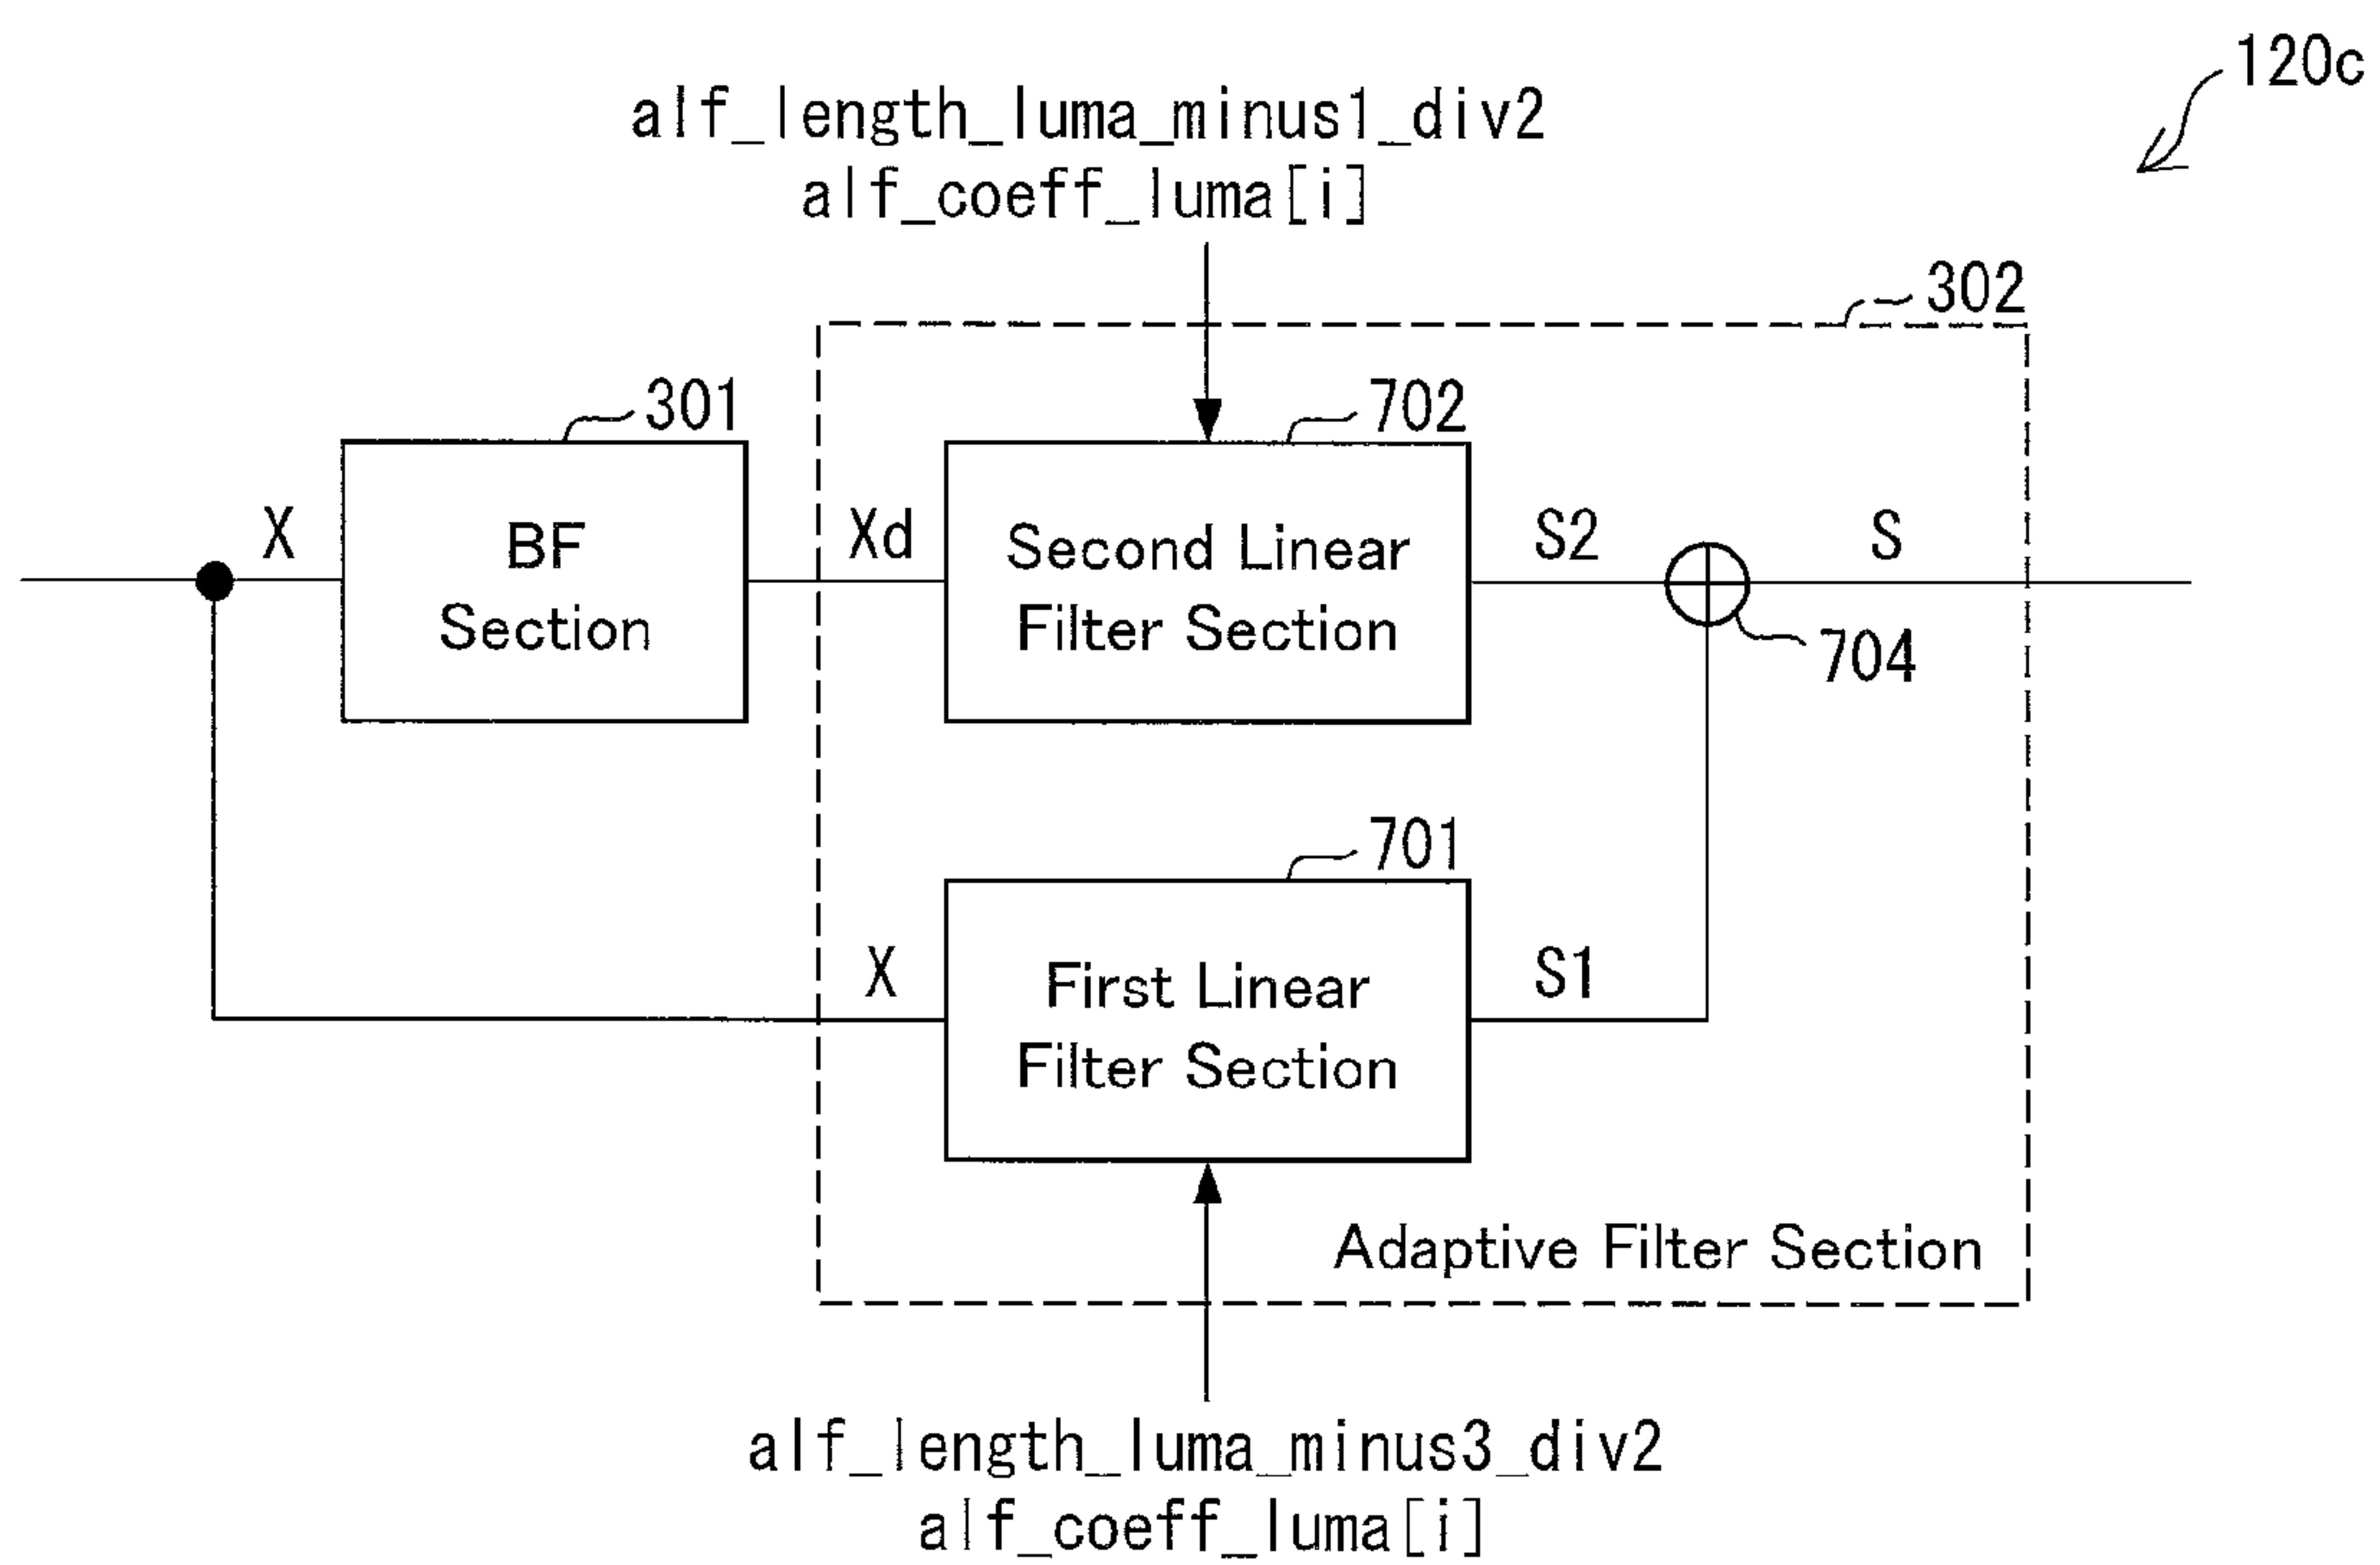 120c
alf_length_luma_minus1_div2
alf_coeff_luma[i]
302
301
702
X
BF
Section
Xd
Second Linear
Filter Section
S2
S
704
701
X
First Linear
Filter Section
S1
Adaptive Filter Section
alf_length_luma_minus3_div2
alf_coeff_luma[i]